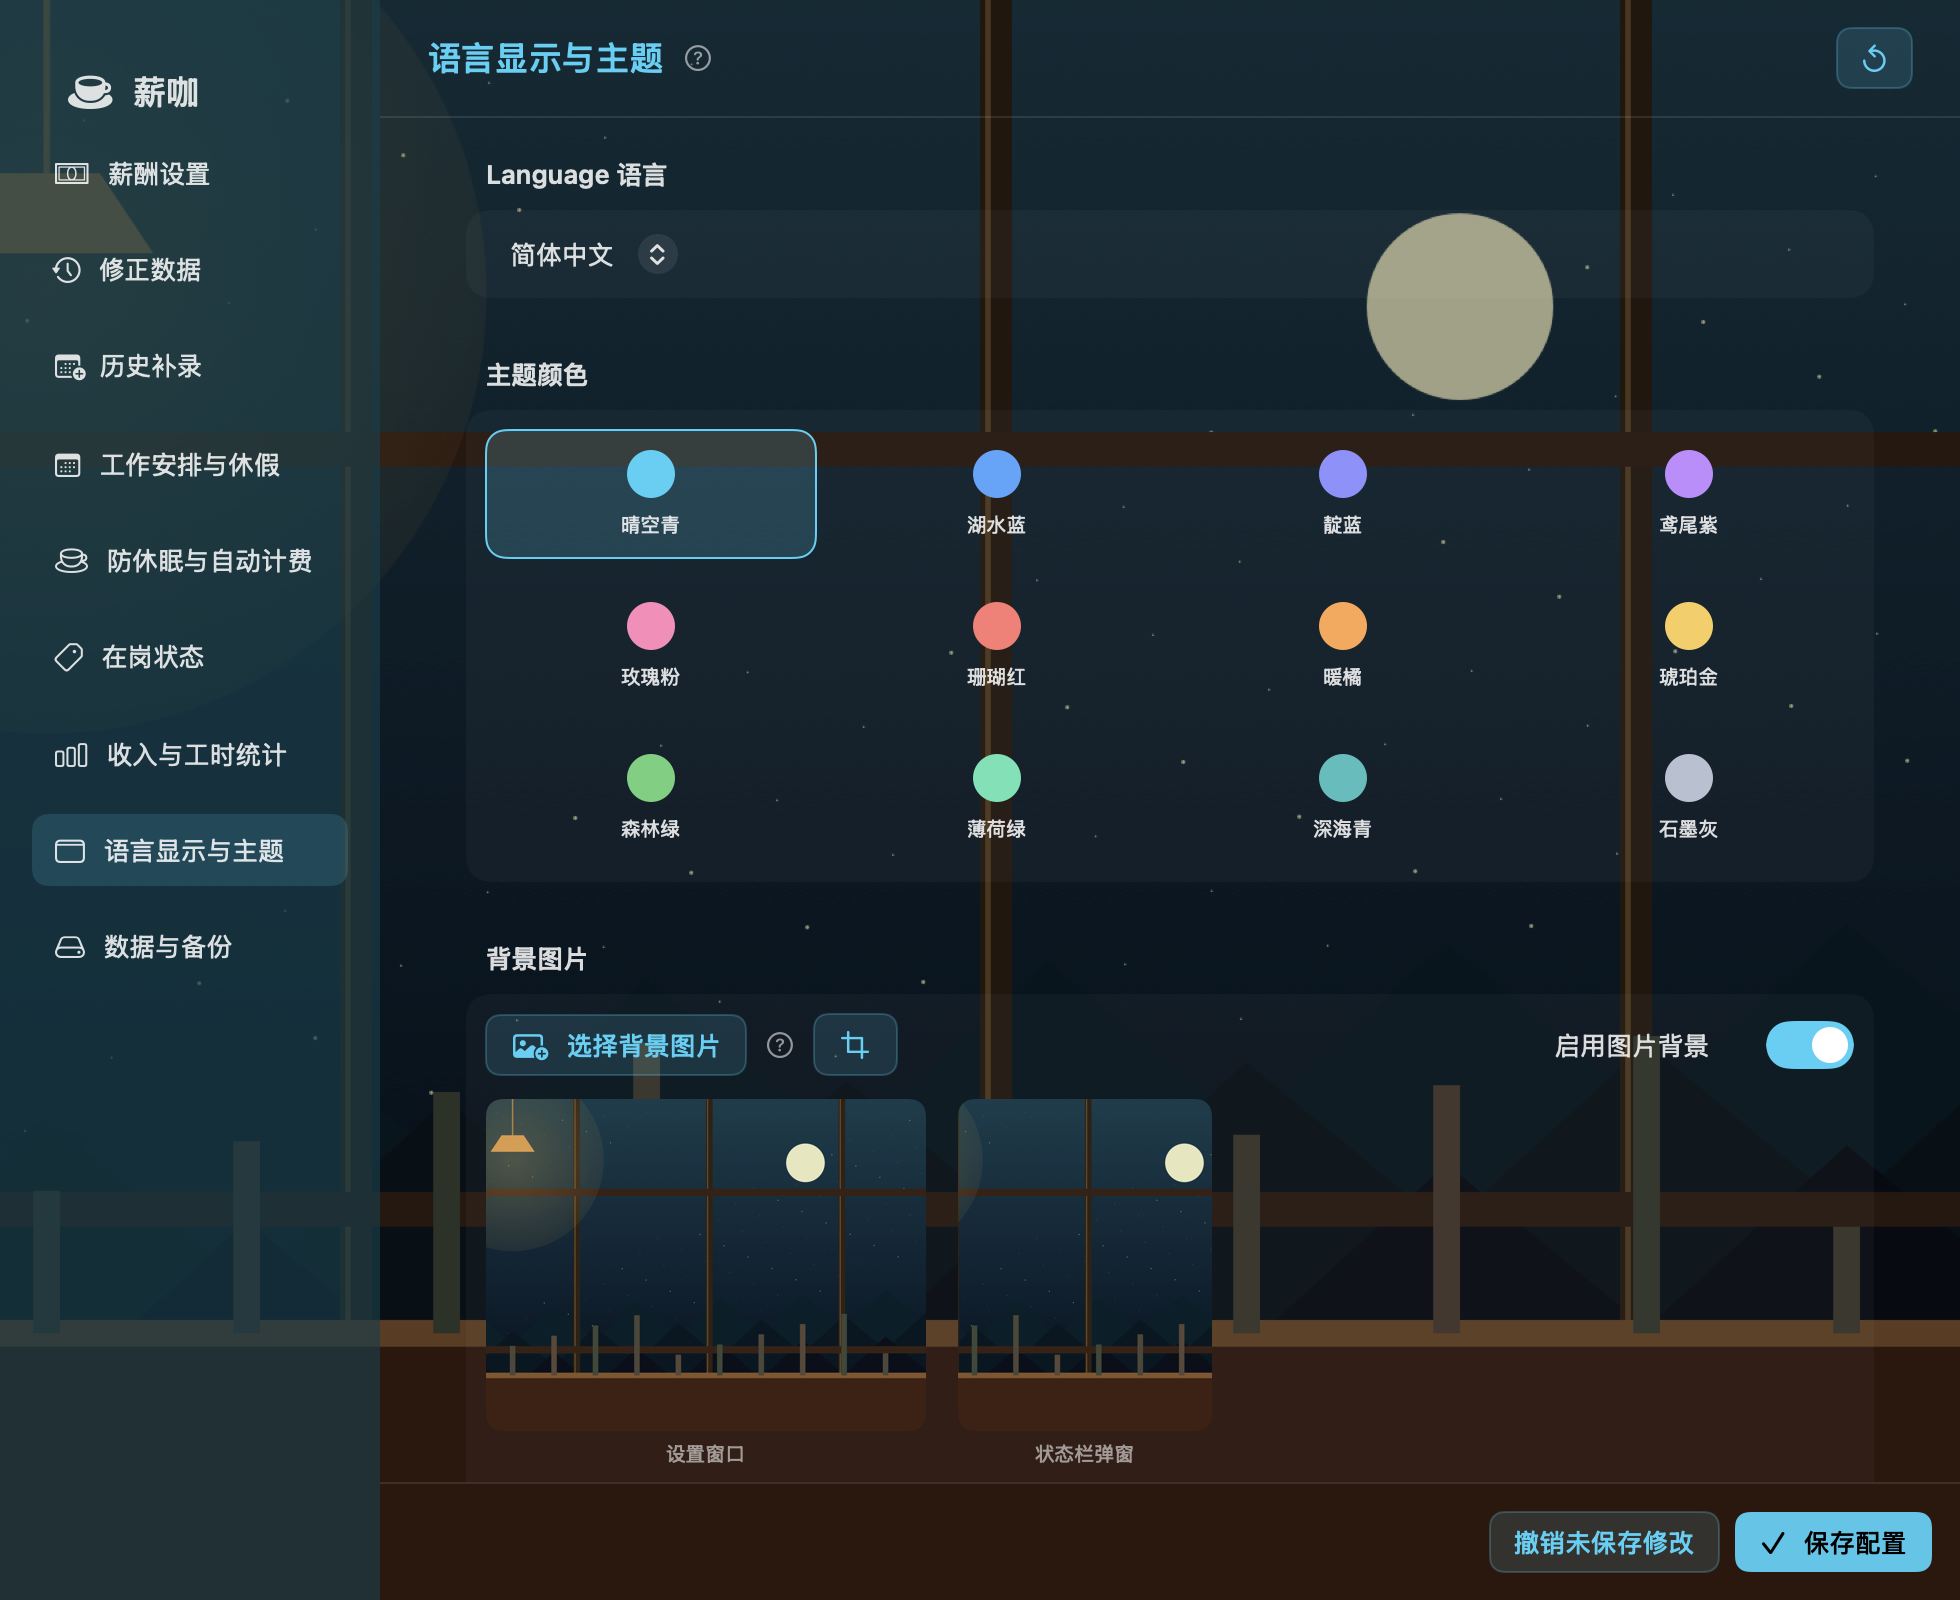 薪咖
薪酬设置
修正数据
历史补录
工作安排与休假
防休眠与自动计费
在岗状态
收入与工时统计
语言显示与主题
数据与备份
语言显示与主题
Language 语言
简体中文
主题颜色
晴空青
湖水蓝
靛蓝
鸢尾紫
玫瑰粉
珊瑚红
暖橘
琥珀金
森林绿
薄荷绿
深海青
石墨灰
背景图片
选择背景图片
启用图片背景
设置窗口
状态栏弹窗
撤销未保存修改
保存配置